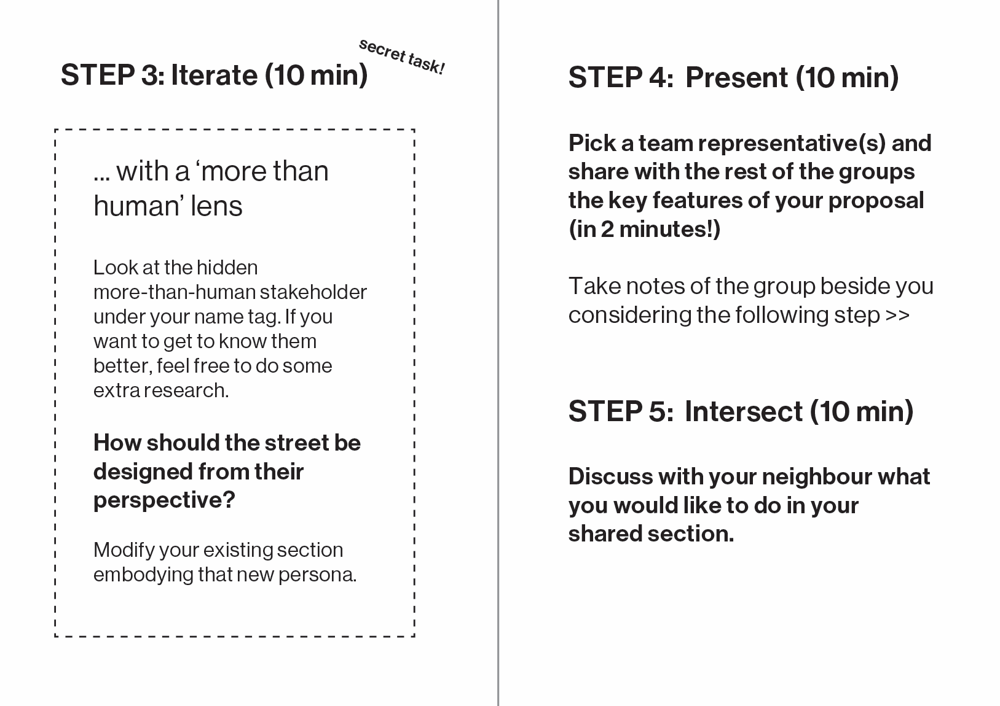 secret task!
STEP 3: Iterate (10 min)
... with a ‘more than
human’ lens
Look at the hidden
more-than-human stakeholder
under your name tag. If you
want to get to know them
better, feel free to do some
extra research.
How should the street be
designed from their
perspective?
Modify your existing section
embodying that new persona.
STEP 4: Present (10 min)
Pick a team representative(s) and
share with the rest of the groups
the key features of your proposal
(in 2 minutes!)
Take notes of the group beside you
considering the following step >>
STEP 5: Intersect (10 min)
Discuss with your neighbour what
you would like to do in your
shared section.